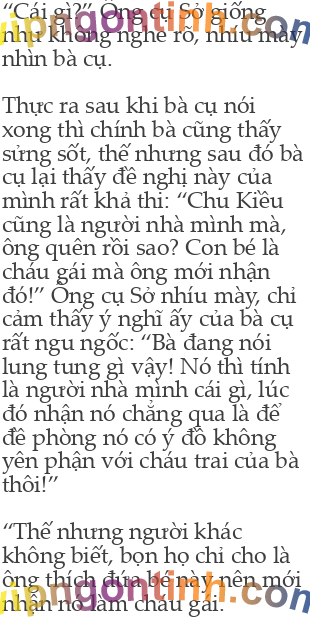 “Cái gì?” Ông cụ Sở giống
như không nghe rõ, nhíu mày
nhìn bà cụ.
Thực ra sau khi bà cụ nói
xong thì chính bà cũng thấy
sửng sốt, thế nhưng sau đó bà
cụ lại thấy đề nghị này của
mình rất khả thi: “Chu Kiều
cũng là người nhà mình mà,
ông quên rồi sao? Con bé là
cháu gái mà ông mới nhận
đó!” Ông cụ Sở nhíu mày, chỉ
cảm thấy ý nghĩ ấy của bà cụ
rất ngu ngốc: “Bà đang nói
lung tung gì vậy! Nó thì tính
là người nhà mình cái gì, lúc
đó nhận nó chẳng qua là để
đề phòng nó có ý đồ không
yên phận với cháu trai của bà
thôi!”
“Thế nhưng người khác
không biết, bọn họ chỉ cho là
ông thích đứa bé này nên mới
nhận nó làm cháu gái.
vipngontinh.com
vipngontinh.com